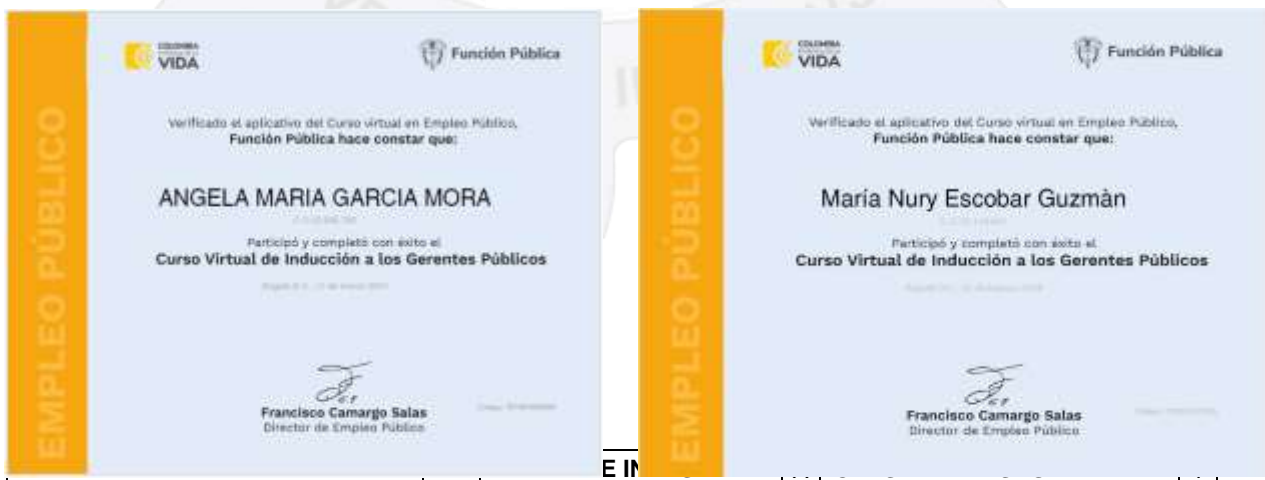 COLOMBIA
VIDA
Función Pública
EMPLEO PÚBLICO
Verificado el aplicativo del Curso virtual en Empleo Público,
Función Pública hace constar que:
ANGELA MARIA GARCIA MORA
Participó y completó con éxito el
Curso Virtual de Inducción a los Gerentes Públicos
Francisco Camargo Salas
Director de Empleo Público
COLOMBIA
VIDA
Función Pública
EMPLEO PÚBLICO
Verificado el aplicativo del Curso virtual en Empleo Público,
Función Pública hace constar que:
María Nury Escobar Guzmàn
Participó y completó con éxito el
Curso Virtual de Inducción a los Gerentes Públicos
Francisco Camargo Salas
Director de Empleo Público